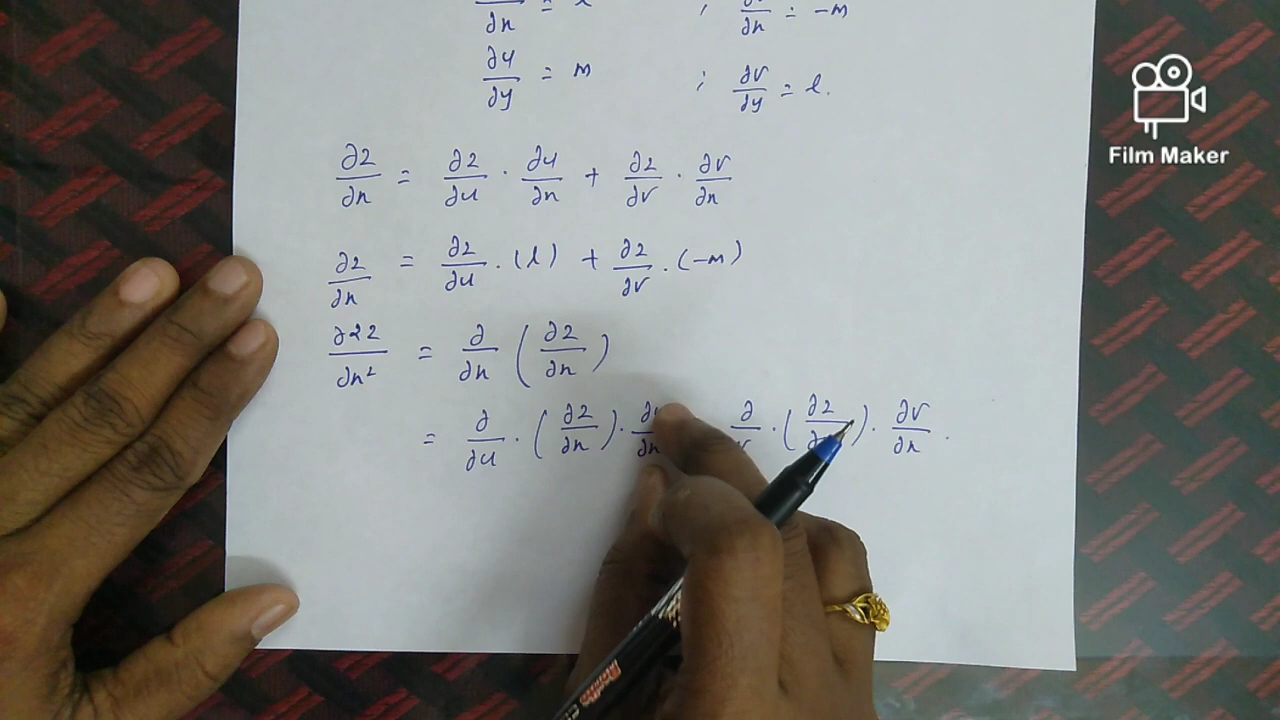 ∂x = l ; ∂x = -m
∂u/∂y = m ; ∂v/∂y = l.
∂z/∂x = ∂z/∂u · ∂u/∂x + ∂z/∂v · ∂v/∂x
∂z/∂x = ∂z/∂u · (l) + ∂z/∂v · (-m)
∂²z/∂x² = ∂/∂x (∂z/∂x)
= ∂/∂u · (∂z/∂x) · ∂u/∂x ∂/∂v · (∂z/∂x) · ∂v/∂x .
Film Maker